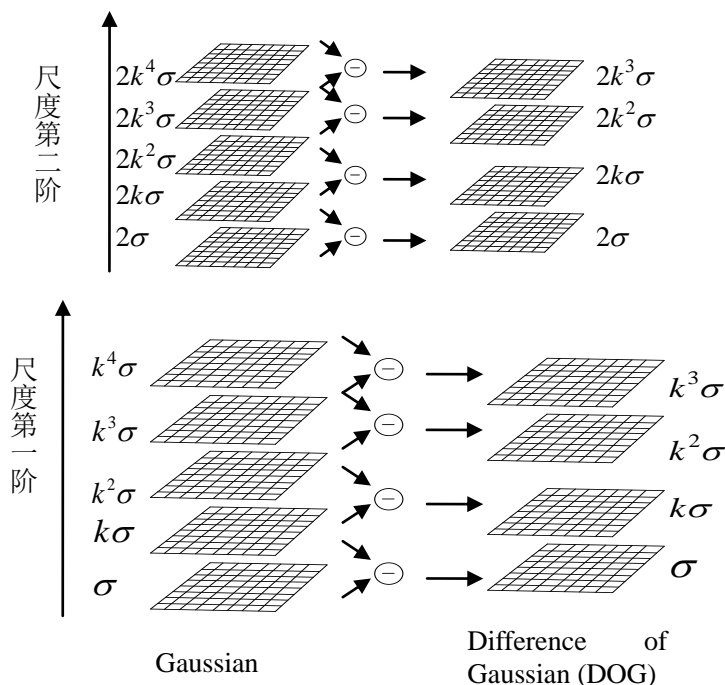 尺度第二阶
2k⁴σ
2k³σ
2k²σ
2kσ
2σ
−
−
−
−
2k³σ
2k²σ
2kσ
2σ
尺度第一阶
k⁴σ
k³σ
k²σ
kσ
σ
−
−
−
−
k³σ
k²σ
kσ
σ
Gaussian
Difference of
Gaussian (DOG)